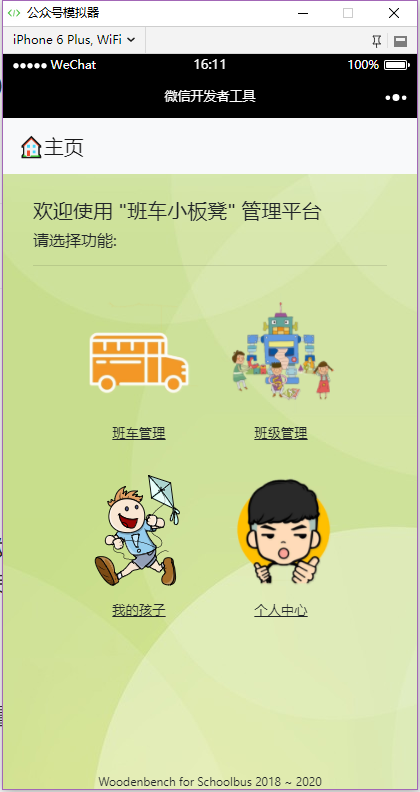 公众号模拟器
iPhone 6 Plus, WiFi
WeChat 16:11 100%
微信开发者工具
主页
欢迎使用 "班车小板凳" 管理平台
请选择功能:
班车管理 班级管理
我的孩子 个人中心
Woodenbench for Schoolbus 2018 ~ 2020